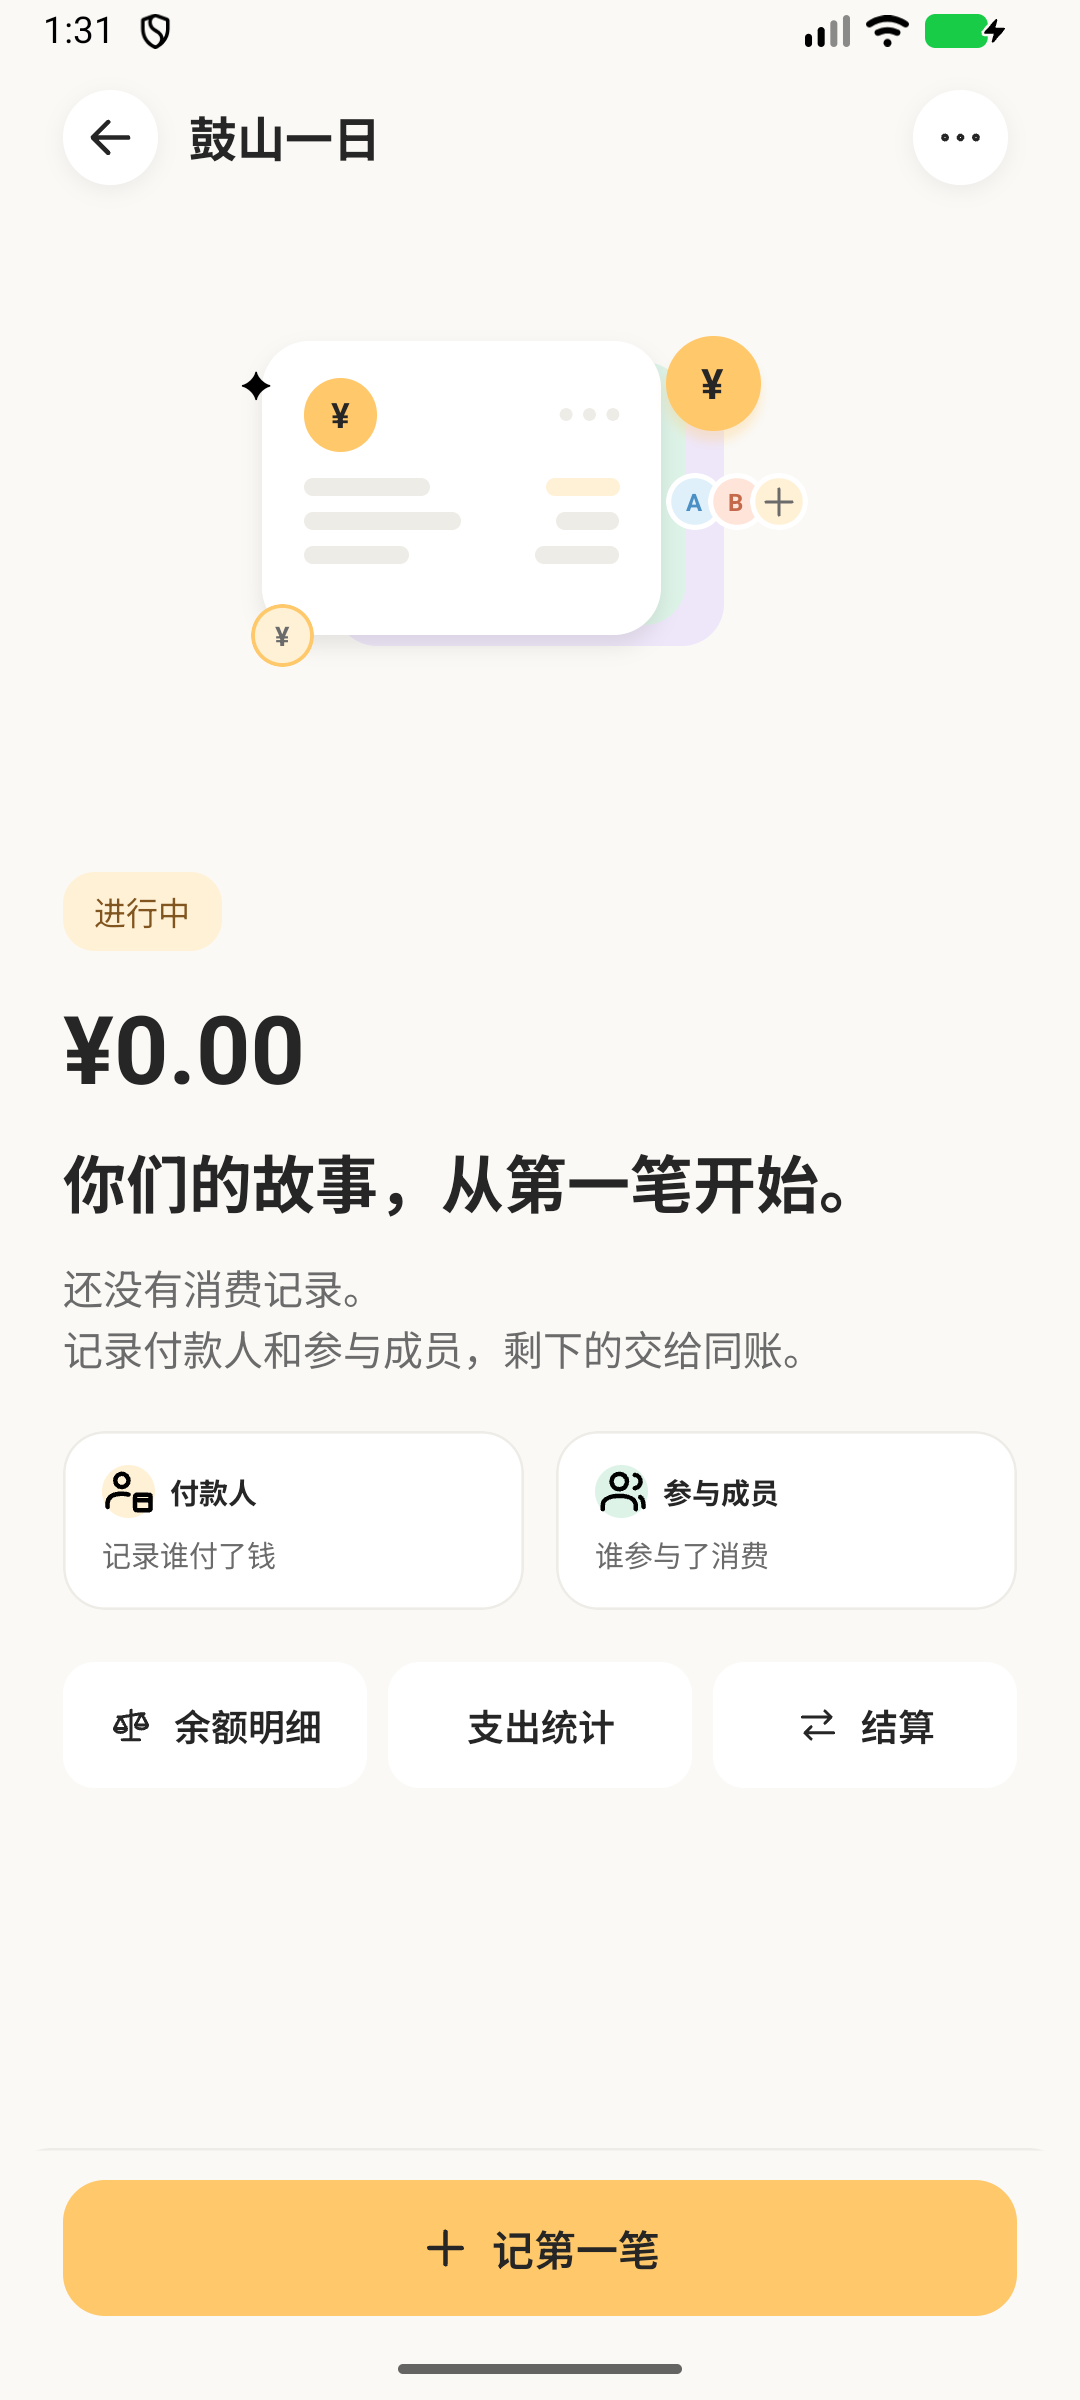 1:31
鼓山一日
¥
¥
A B
¥
进行中
¥0.00
你们的故事，从第一笔开始。
还没有消费记录。
记录付款人和参与成员，剩下的交给同账。
付款人
记录谁付了钱
参与成员
谁参与了消费
余额明细
支出统计
结算
记第一笔